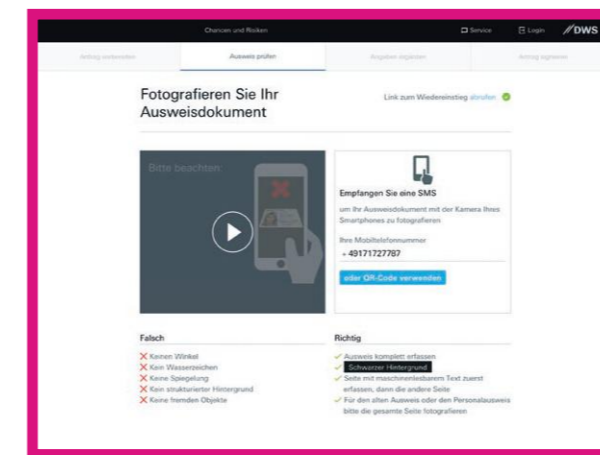 Chancen und Risiken
Service
Login
DWS
Antrag vorbereiten
Ausweis prüfen
Angaben ergänzen
Antrag signieren
Fotografieren Sie Ihr
Ausweisdokument
Link zum Wiedereinstieg abrufen
Bitte beachten:
Empfangen Sie eine SMS
um Ihr Ausweisdokument mit der Kamera Ihres
Smartphones zu fotografieren
Ihre Mobiltelefonnummer
+ 49171727787
oder QR-Code verwenden
Falsch
Keinen Winkel
Kein Wasserzeichen
Keine Spiegelung
Kein strukturierter Hintergrund
Keine fremden Objekte
Richtig
Ausweis komplett erfassen
Schwarzer Hintergrund
Seite mit maschinenlesbarem Text zuerst
erfassen, dann die andere Seite
Für den alten Ausweis oder den Personalausweis
bitte die gesamte Seite fotografieren